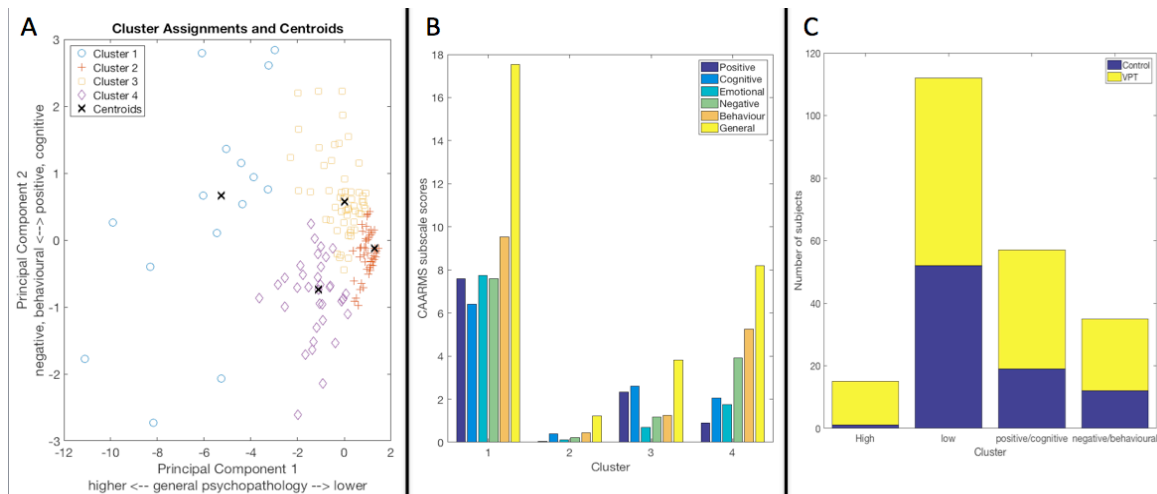 A
Cluster Assignments and Centroids
3
2
1
0
-1
-2
-3
Principal Component 2
negative, behavioural <--> positive, cognitive
Cluster 1
Cluster 2
Cluster 3
Cluster 4
Centroids
-12 -10 -8 -6 -4 -2 0 2
Principal Component 1
higher <-- general psychopathology --> lower
B
18
16
14
12
10
8
6
4
2
0
CAARMS subscale scores
Positive
Cognitive
Emotional
Negative
Behaviour
General
1 2 3 4
Cluster
C
120
100
80
60
40
20
0
Number of subjects
Control
VPT
High low positive/cognitive negative/behavioural
Cluster